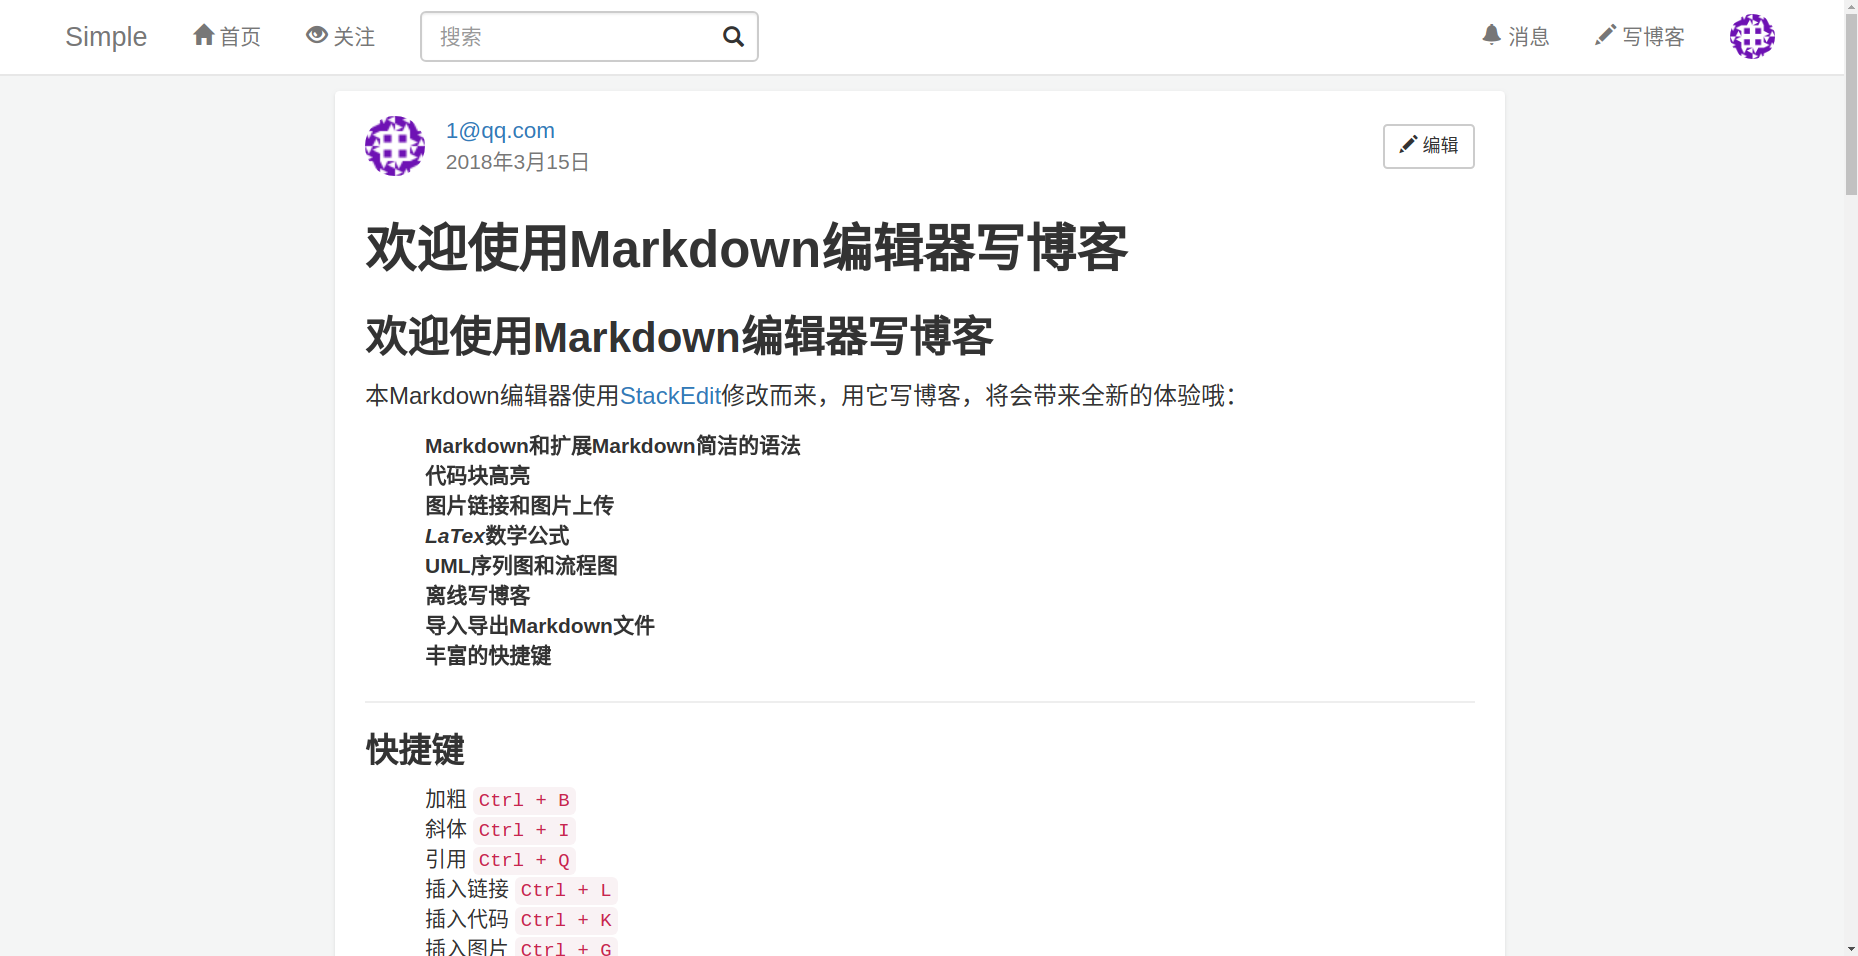 Simple 首页 关注 搜索 消息 写博客
1@qq.com
2018年3月15日
编辑
欢迎使用Markdown编辑器写博客
欢迎使用Markdown编辑器写博客
本Markdown编辑器使用StackEdit修改而来，用它写博客，将会带来全新的体验哦：
Markdown和扩展Markdown简洁的语法
代码块高亮
图片链接和图片上传
LaTex数学公式
UML序列图和流程图
离线写博客
导入导出Markdown文件
丰富的快捷键
快捷键
加粗 Ctrl + B
斜体 Ctrl + I
引用 Ctrl + Q
插入链接 Ctrl + L
插入代码 Ctrl + K
插入图片 Ctrl + G